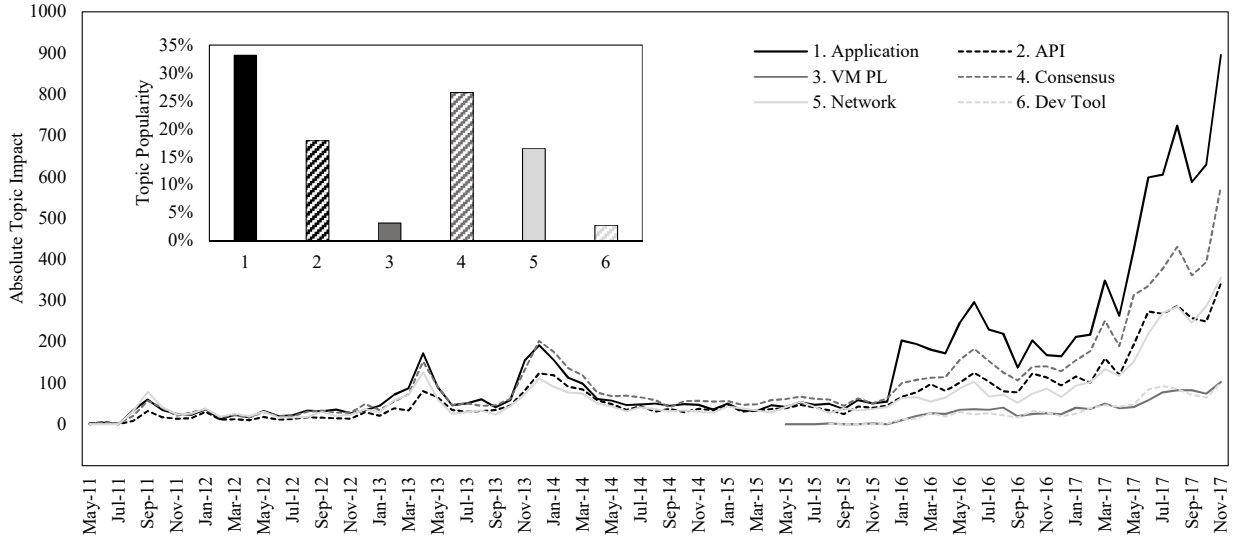 1000
900
800
700
600
500
400
300
200
100
0
Absolute Topic Impact
35%
35%
25%
15%
15%
10%
5%
0%
Topic Popularity
1 2 3 4 5 6
1. Application 2. API
3. VM PL 4. Consensus
5. Network 6. Dev Tool
May-11 Jul-11 Sep-11 Nov-11 Jan-12 Mar-12 May-12 Jul-12 Sep-12 Nov-12 Jan-13 Mar-13 May-13 Jul-13 Sep-13 Nov-13 Jan-14 Mar-14 May-14 Jul-14 Sep-14 Nov-14 Jan-15 Mar-15 May-15 Jul-15 Sep-15 Nov-15 Jan-16 Mar-16 May-16 Jul-16 Sep-16 Nov-16 Jan-17 Mar-17 May-17 Jul-17 Sep-17 Nov-17